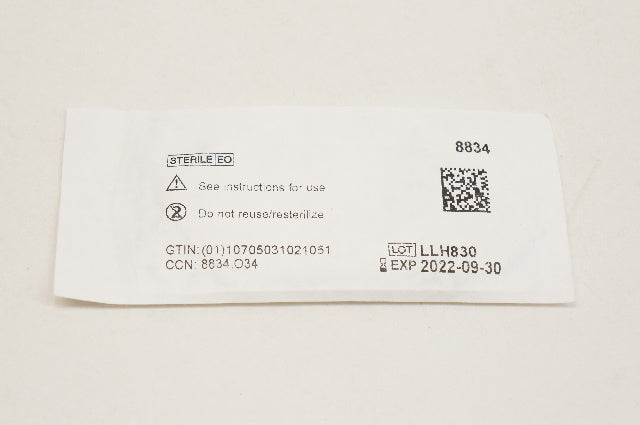 8834
STERILE EO
See instructions for use
Do not reuse/resterilize
GTIN: (01)10705031021051
CCN: 8834.O34
LOT LLH830
EXP 2022-09-30